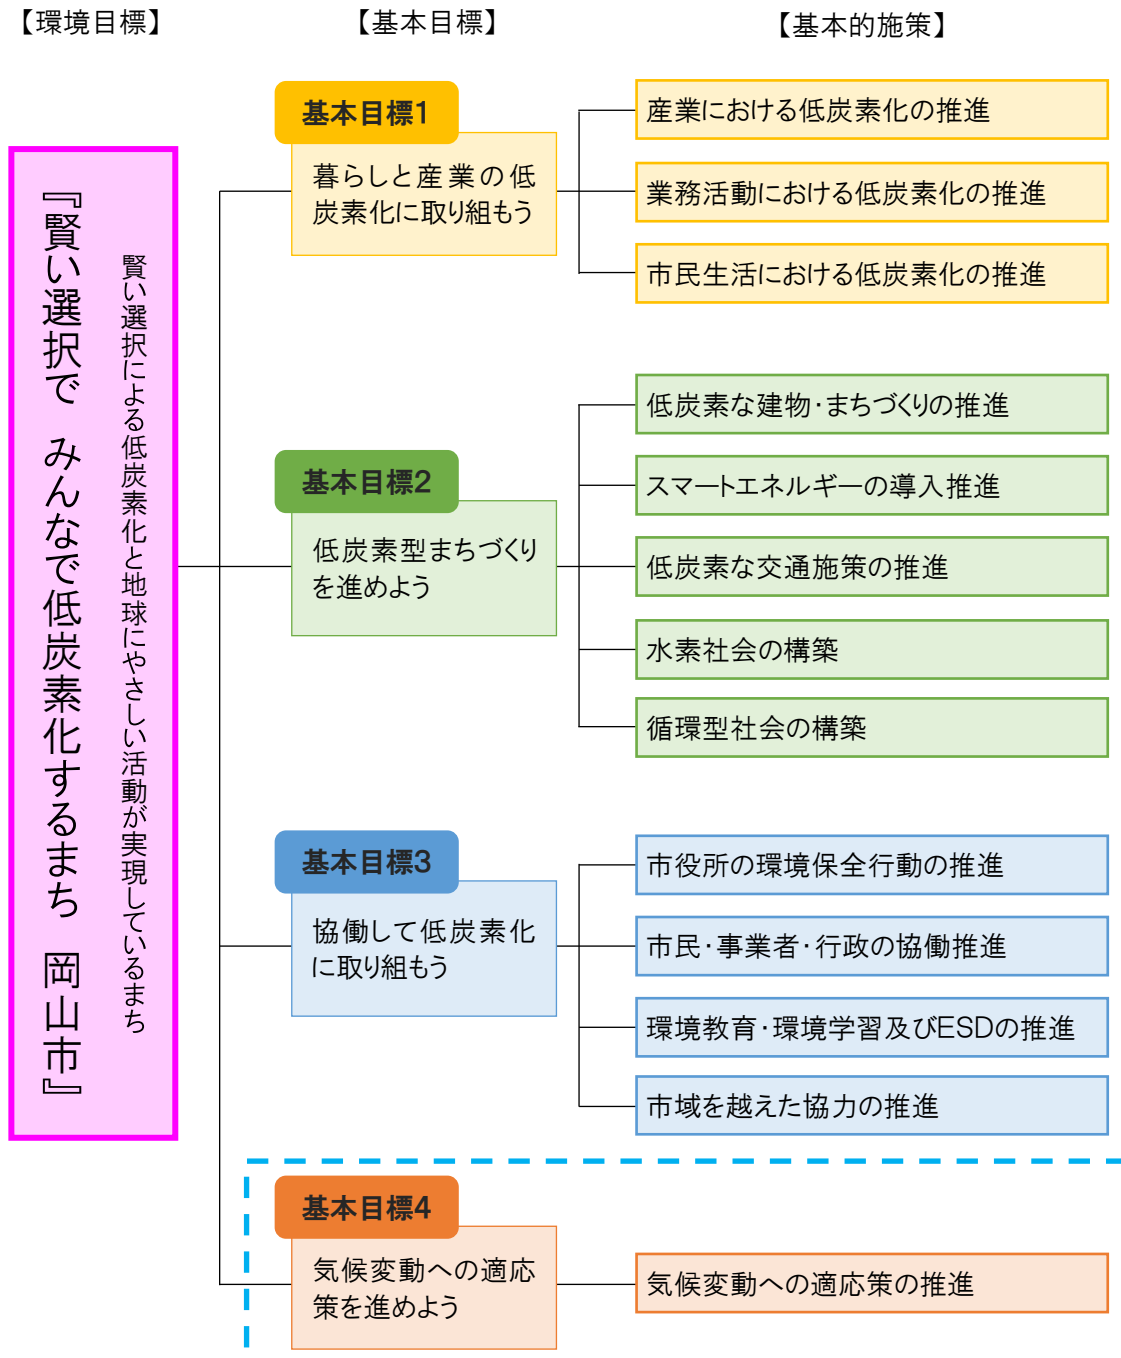 【環境目標】
【基本目標】
【基本的施策】
『賢い選択で　みんなで低炭素化するまち　岡山市』
賢い選択による低炭素化と地球にやさしい活動が実現しているまち
基本目標1
暮らしと産業の低
炭素化に取り組もう
産業における低炭素化の推進
業務活動における低炭素化の推進
市民生活における低炭素化の推進
基本目標2
低炭素型まちづくり
を進めよう
低炭素な建物・まちづくりの推進
スマートエネルギーの導入推進
低炭素な交通施策の推進
水素社会の構築
循環型社会の構築
基本目標3
協働して低炭素化
に取り組もう
市役所の環境保全行動の推進
市民・事業者・行政の協働推進
環境教育・環境学習及びESDの推進
市域を越えた協力の推進
基本目標4
気候変動への適応
策を進めよう
気候変動への適応策の推進